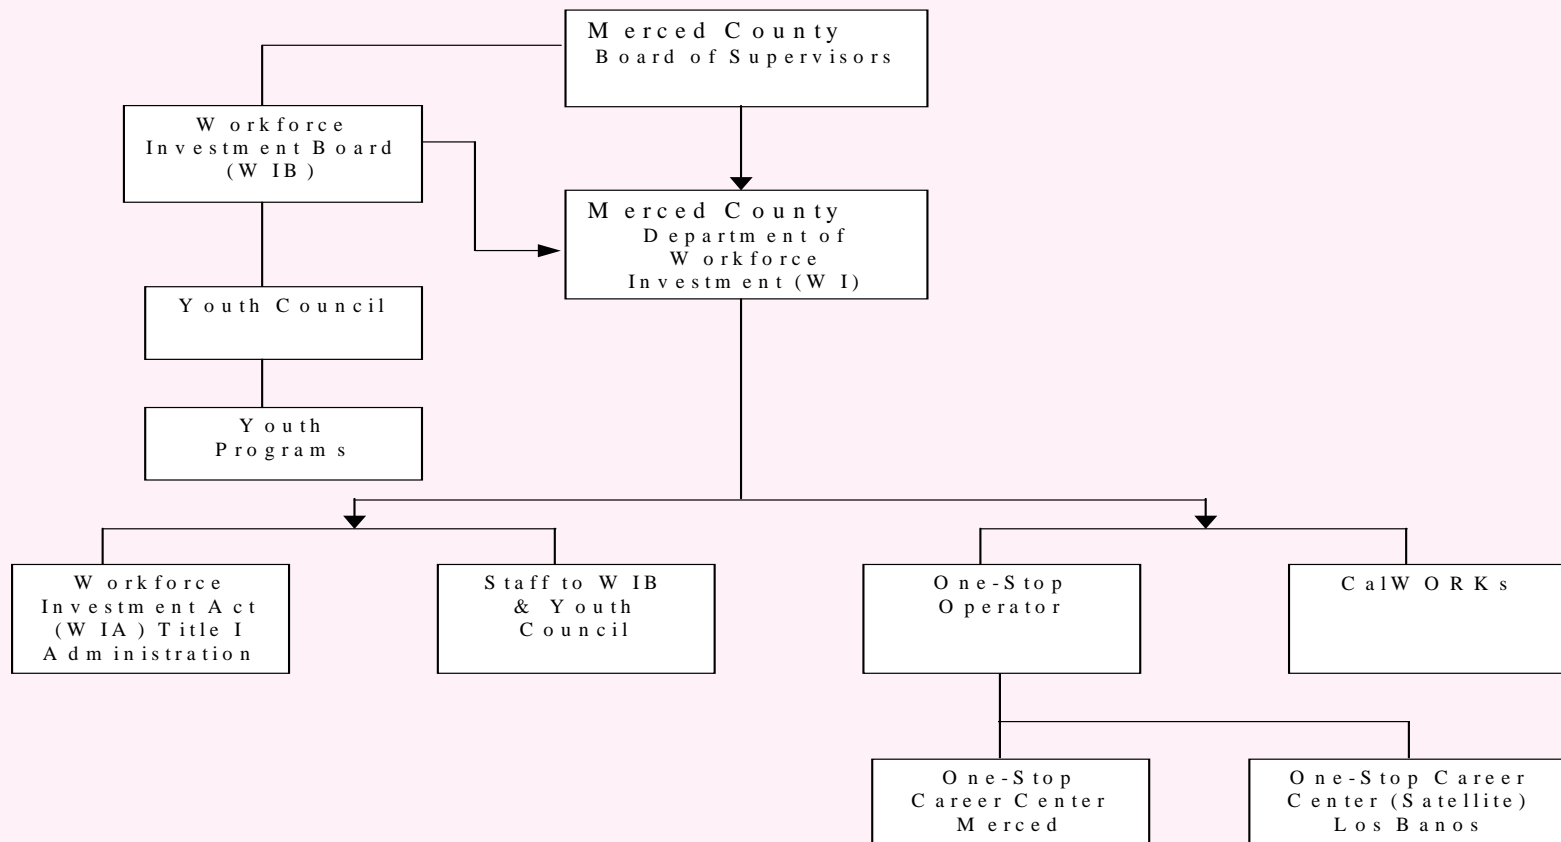 Merced County
Board of Supervisors
Workforce
Investment Board
(WIB)
Merced County
Department of
Workforce
Investment (WI)
Youth Council
Youth
Programs
Workforce
Investment Act
(WIA) Title I
Administration
Staff to WIB
& Youth
Council
One-Stop
Operator
CalWORKs
One-Stop
Career Center
Merced
One-Stop Career
Center (Satellite)
Los Banos